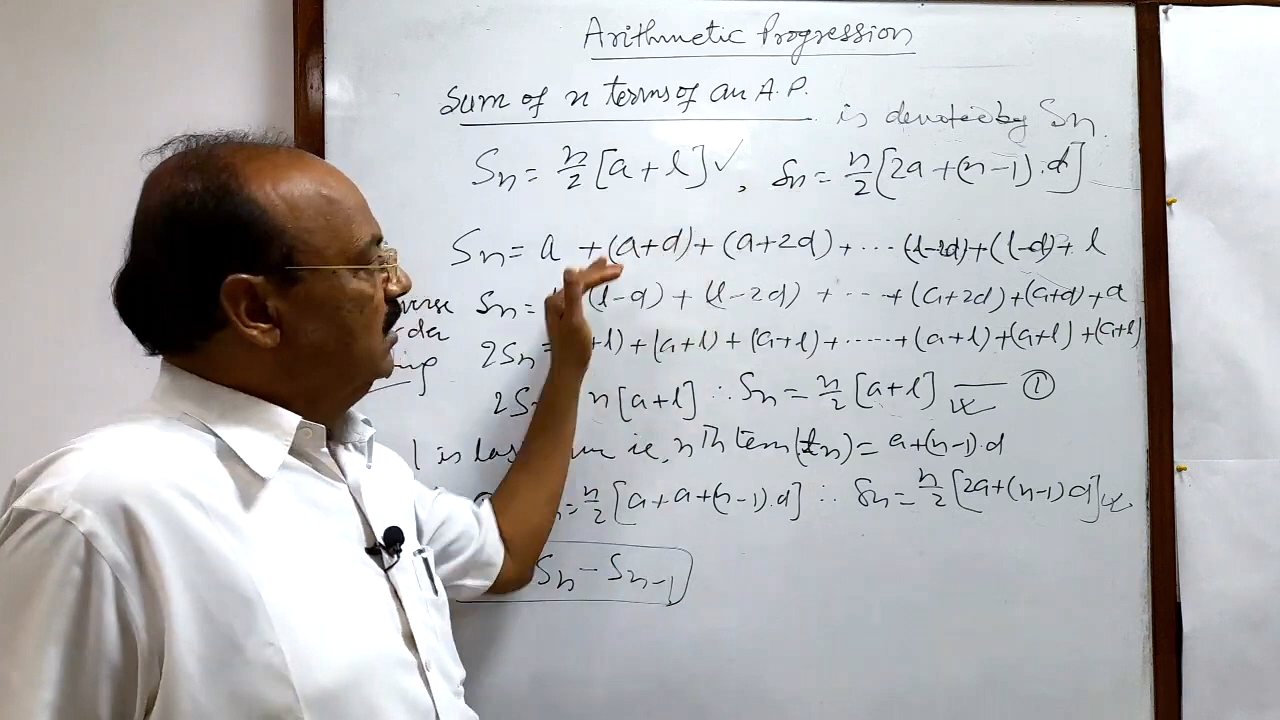 Arithmetic Progression
Sum of n terms of an A.P. is denoted by Sn.
Sn = n/2 [a + l] ✓, Sn = n/2 [2a + (n-1).d]
Sn = a + (a+d) + (a+2d) + ... (l-2d) + (l-d) + l
Sn = (l-d) + (l-2d) + ... + (a+2d) + (a+d) + a
2Sn = +l) + (a+l) + (a+l) + ...... + (a+l) + (a+l) + (a+l)
2S n[a+l] ∴ Sn = n/2 [a+l] — ①
l is ie, nth term (tn) = a+(n-1).d
= n/2 [a+a+(n-1).d] ∴ Sn = n/2 [2a+(n-1)d]
Sn - Sn-1